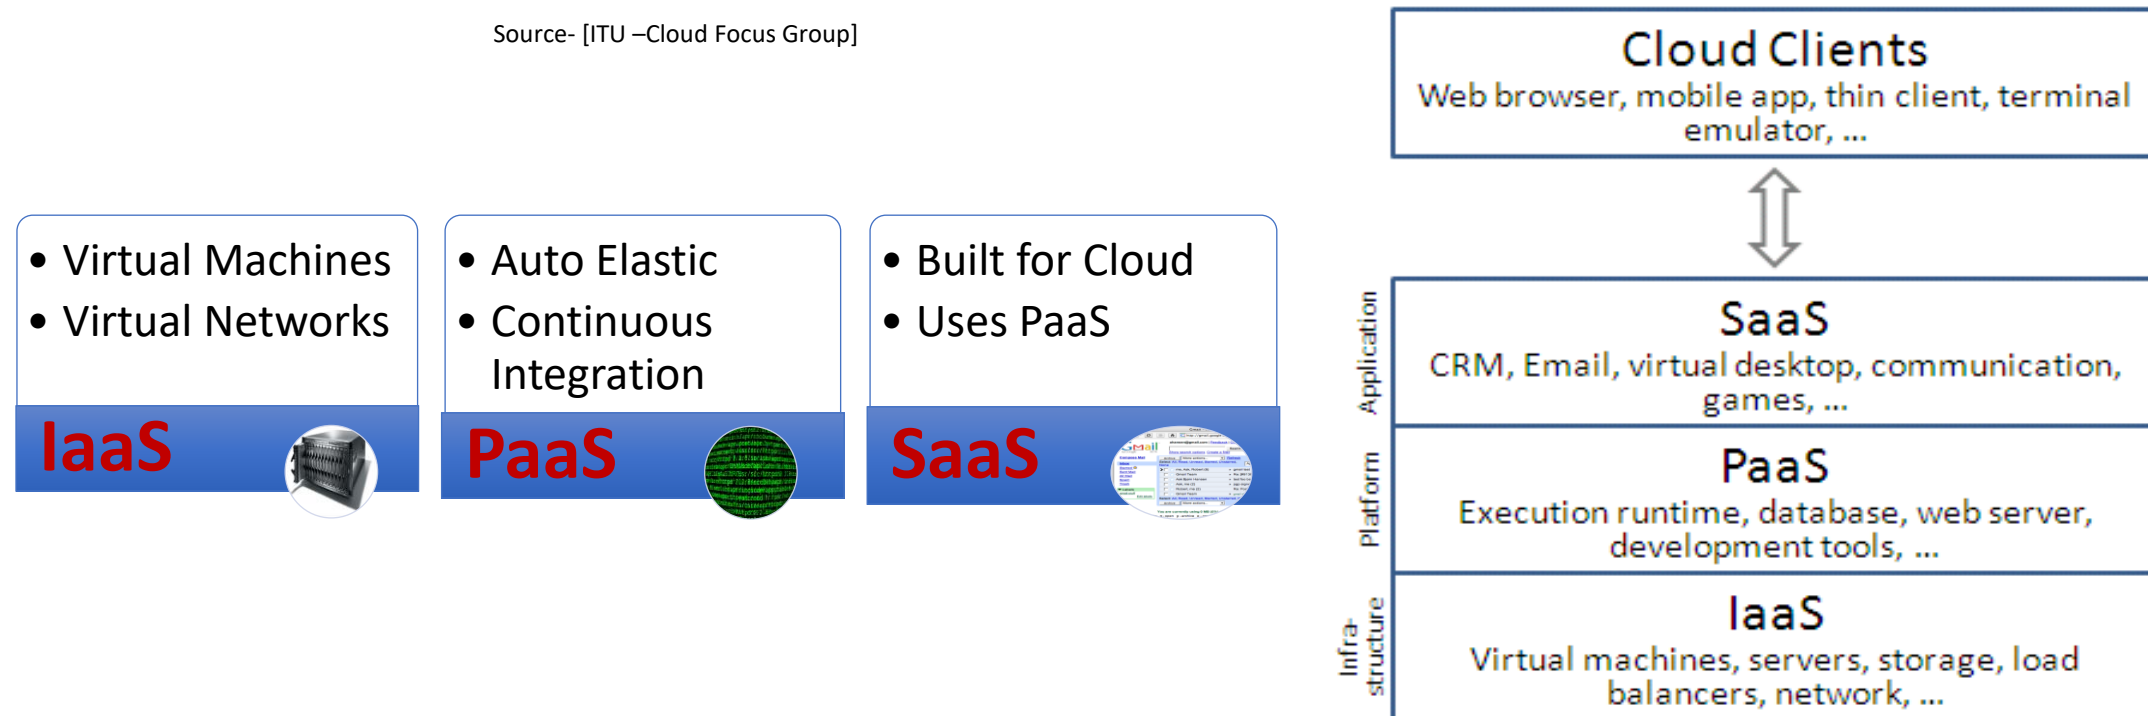 Source- [ITU –Cloud Focus Group]
• Virtual Machines
• Virtual Networks
IaaS
• Auto Elastic
• Continuous
Integration
PaaS
• Built for Cloud
• Uses PaaS
SaaS
Cloud Clients
Web browser, mobile app, thin client, terminal
emulator, ...
Application
SaaS
CRM, Email, virtual desktop, communication,
games, ...
Platform
PaaS
Execution runtime, database, web server,
development tools, ...
Infra-
structure
IaaS
Virtual machines, servers, storage, load
balancers, network, ...